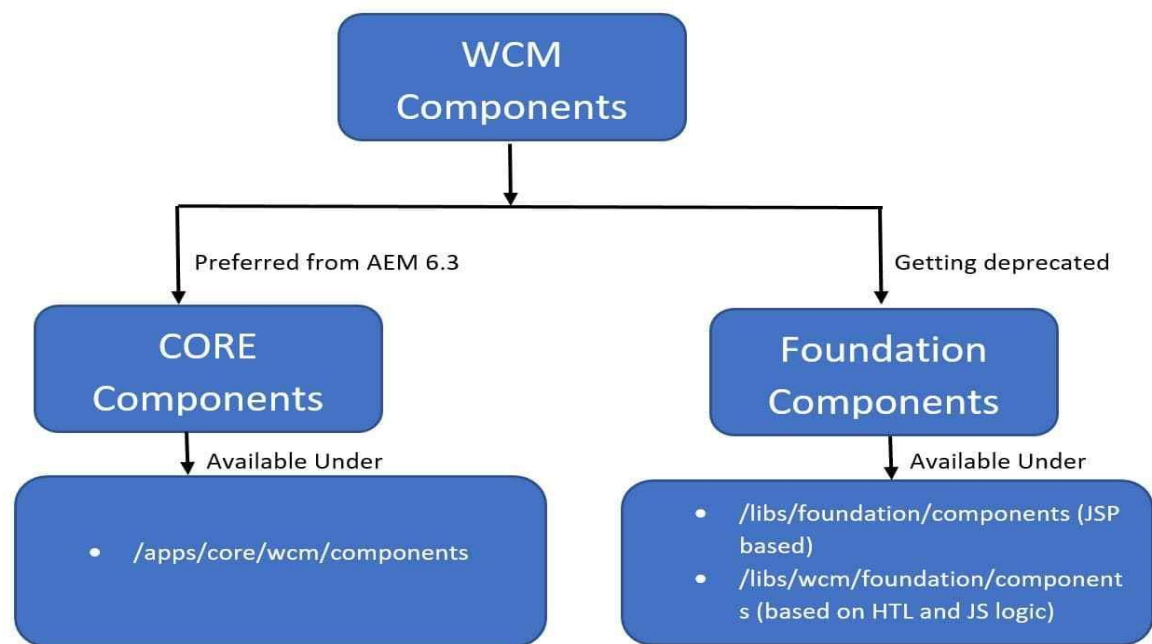 WCM
Components
Preferred from AEM 6.3
Getting deprecated
CORE
Components
Foundation
Components
Available Under
Available Under
• /apps/core/wcm/components
• /libs/foundation/components (JSP
based)
• /libs/wcm/foundation/component
s (based on HTL and JS logic)